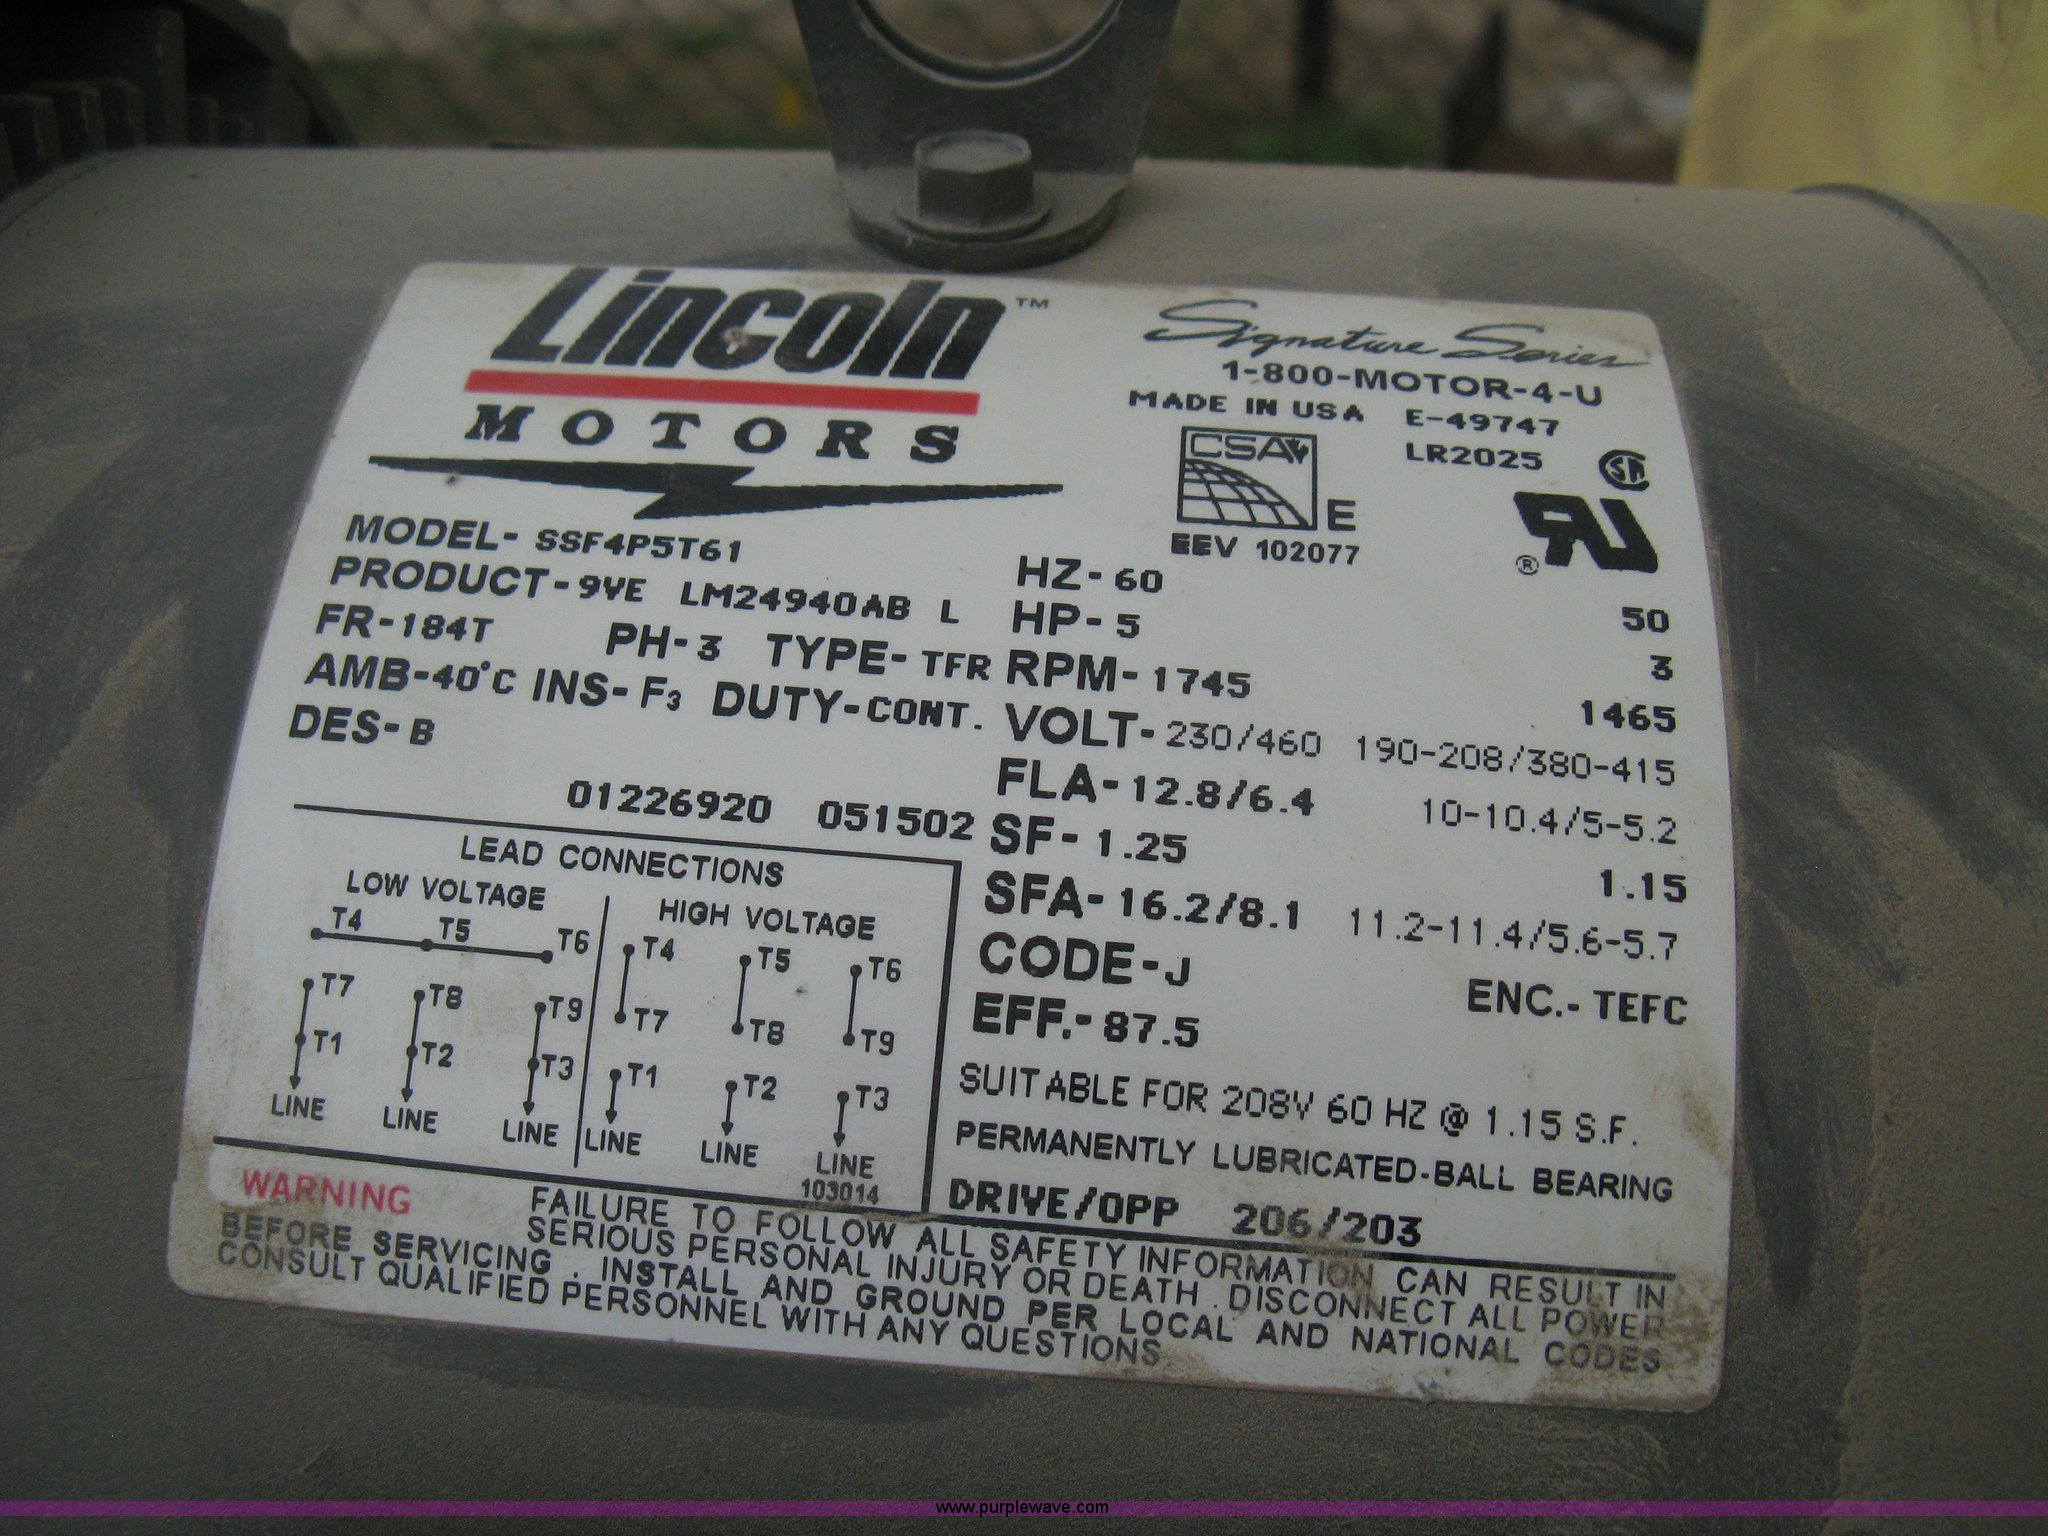 Lincoln™
MOTORS
Signature Series
1-800-MOTOR-4-U
MADE IN USA E-49747
LR2025
CSA
E
EEV 102077
SA
RU
®
MODEL- SSF4P5T61
PRODUCT-9YE LM24940AB L
FR-184T PH-3 TYPE-TFR
AMB-40°C INS-F3 DUTY-CONT.
DES-B
01226920 051502
HZ-60 50
HP-5 3
RPM-1745 1465
VOLT-230/460 190-208/380-415
FLA-12.8/6.4 10-10.4/5-5.2
SF-1.25 1.15
SFA-16.2/8.1 11.2-11.4/5.6-5.7
CODE-J ENC.-TEFC
EFF.-87.5
SUITABLE FOR 208V 60 HZ @ 1.15 S.F.
PERMANENTLY LUBRICATED-BALL BEARING
DRIVE/OPP 206/203
LEAD CONNECTIONS
LOW VOLTAGE
T4 T5 T6
T7 T8 T9
T1 T2 T3
LINE LINE LINE
HIGH VOLTAGE
T4 T5 T6
T7 T8 T9
T1 T2 T3
LINE LINE LINE
103014
WARNING FAILURE TO FOLLOW ALL SAFETY INFORMATION CAN RESULT IN
SERIOUS PERSONAL INJURY OR DEATH. DISCONNECT ALL POWER
BEFORE SERVICING. INSTALL AND GROUND PER LOCAL AND NATIONAL CODES
CONSULT QUALIFIED PERSONNEL WITH ANY QUESTIONS
www.purplewave.com